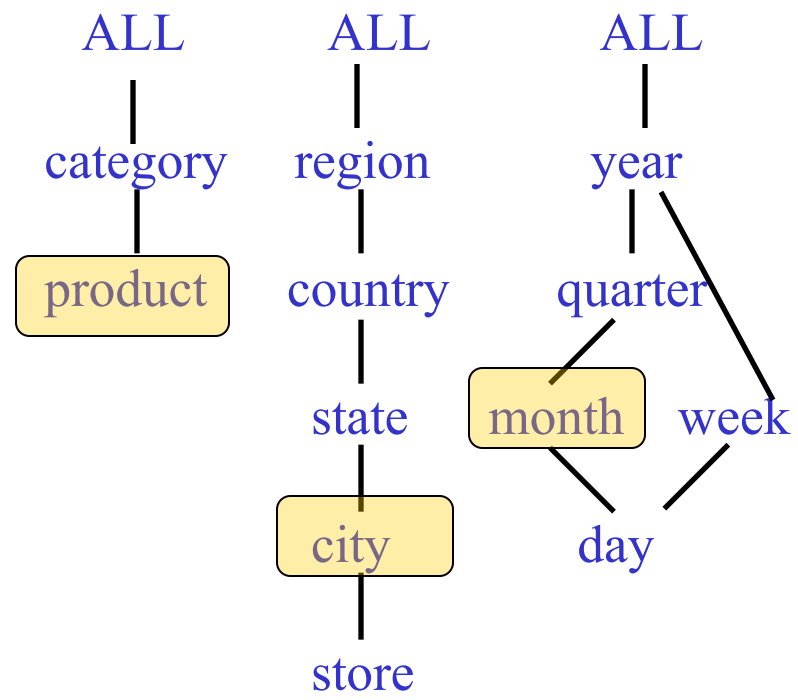 ALL ALL ALL
category region year
product country quarter
state month week
city day
store